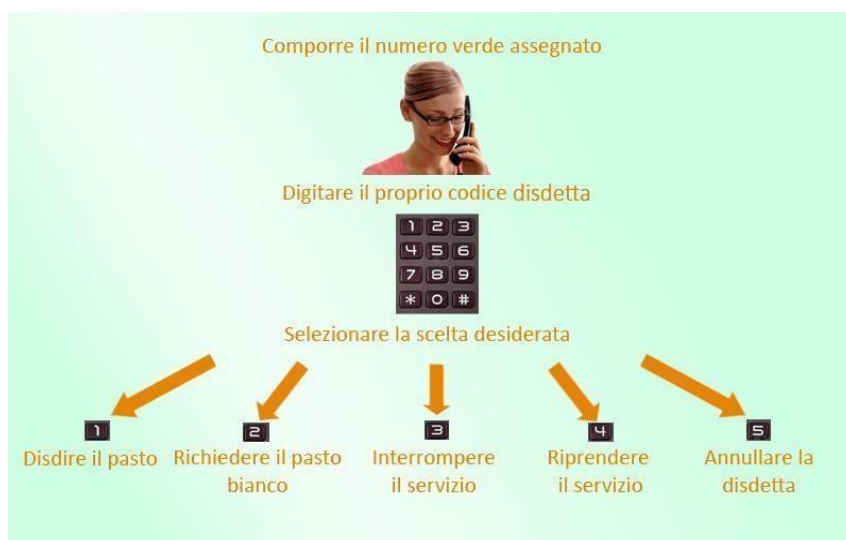 Comporre il numero verde assegnato
Digitare il proprio codice disdetta
1 2 3
4 5 6
7 8 9
* 0 #
Selezionare la scelta desiderata
1
Disdire il pasto
2
Richiedere il pasto
bianco
3
Interrompere
il servizio
4
Riprendere
il servizio
5
Annullare la
disdetta